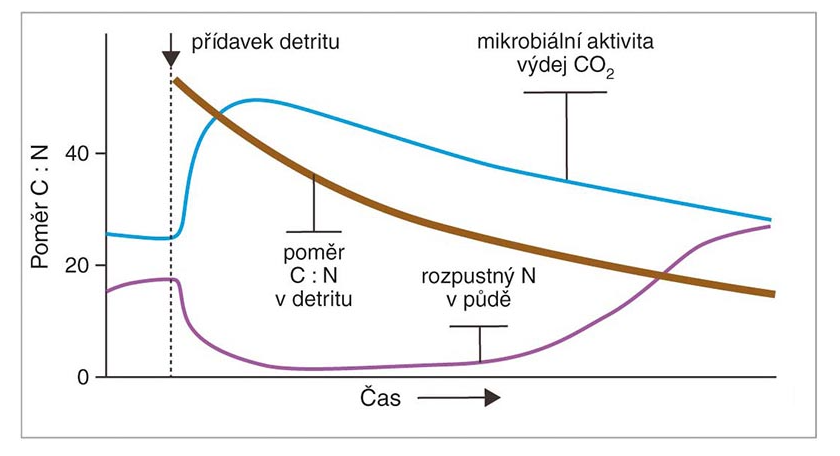 přídavek detritu
mikrobiální aktivita
výdej CO₂
Poměr C : N
40
20
0
poměr
C : N
v detritu
rozpustný N
v půdě
Čas